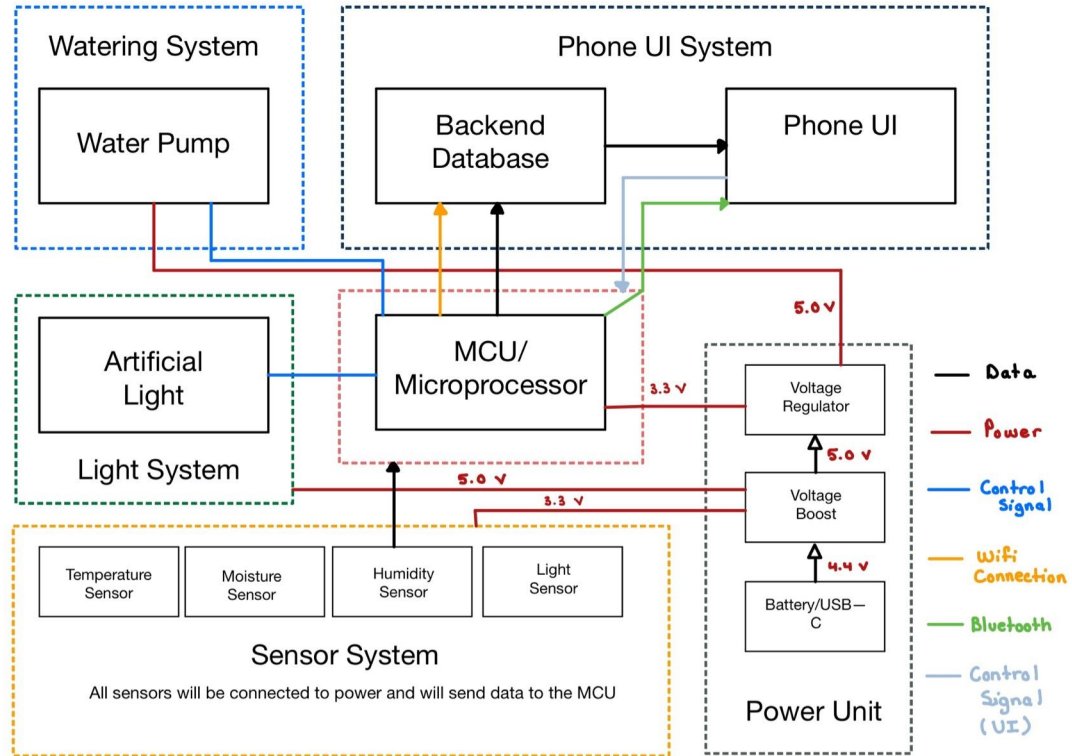 Watering System
Water Pump
Phone UI System
Backend
Database
Phone UI
Artificial
Light
Light System
MCU/
Microprocessor
5.0 V
3.3 V
Voltage
Regulator
5.0 V
Voltage
Boost
4.4 V
Battery/USB–
C
Power Unit
5.0 V
3.3 V
Temperature
Sensor
Moisture
Sensor
Humidity
Sensor
Light
Sensor
Sensor System
All sensors will be connected to power and will send data to the MCU
Data
Power
Control
Signal
Wifi
Connection
Bluetooth
Control
Signal
(UI)